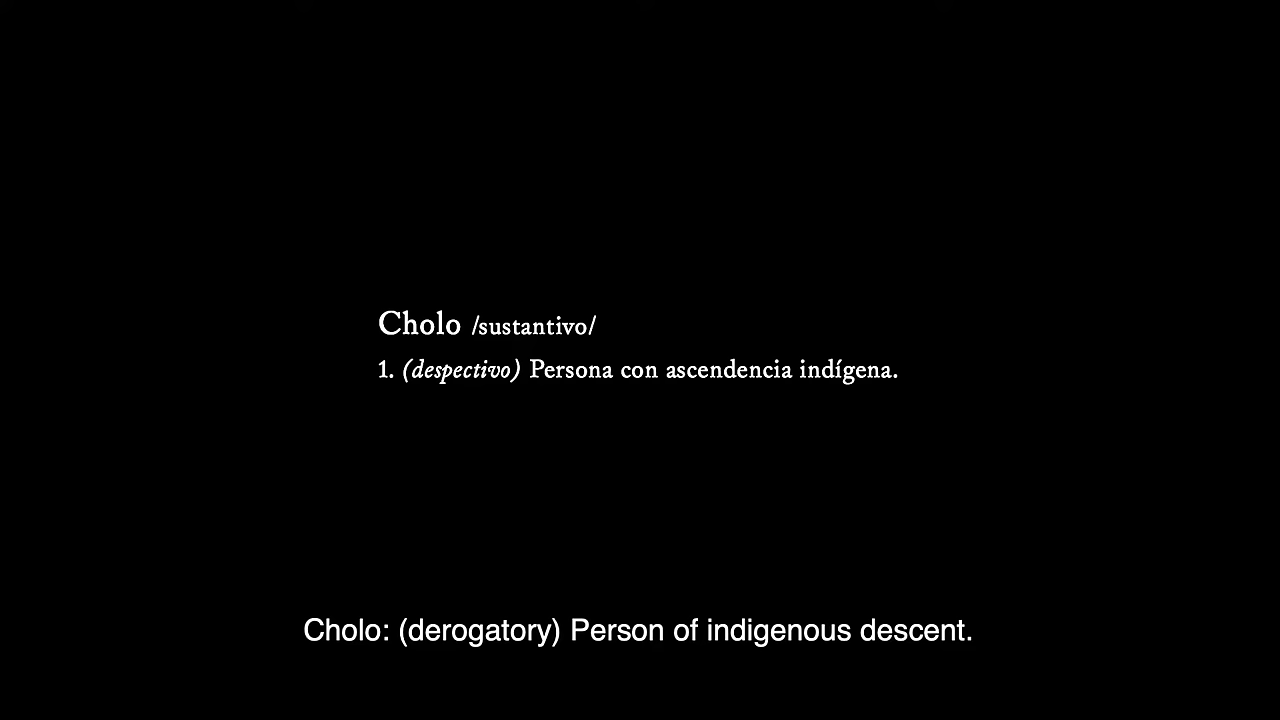 Cholo /sustantivo/
1. (despectivo) Persona con ascendencia indígena.
Cholo: (derogatory) Person of indigenous descent.